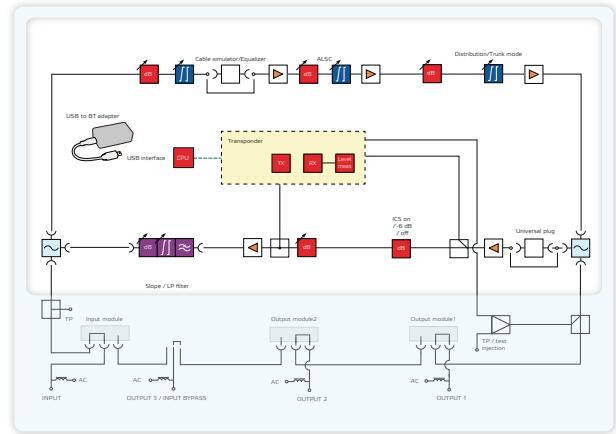 Cable simulator/Equalizer
ALSC
Distribution/Trunk mode
dB
dB
dB
USB to BT adapter
USB interface
CPU
Transponder
TX
RX
Level
meas
ICS on
/-6 dB
/ off
Universal plug
dB
dB
dB
Slope / LP filter
TP
Input module
Output module2
Output module1
TP / test
injection
AC
AC
AC
AC
INPUT
OUTPUT 3 / INPUT BYPASS
OUTPUT 2
OUTPUT 1